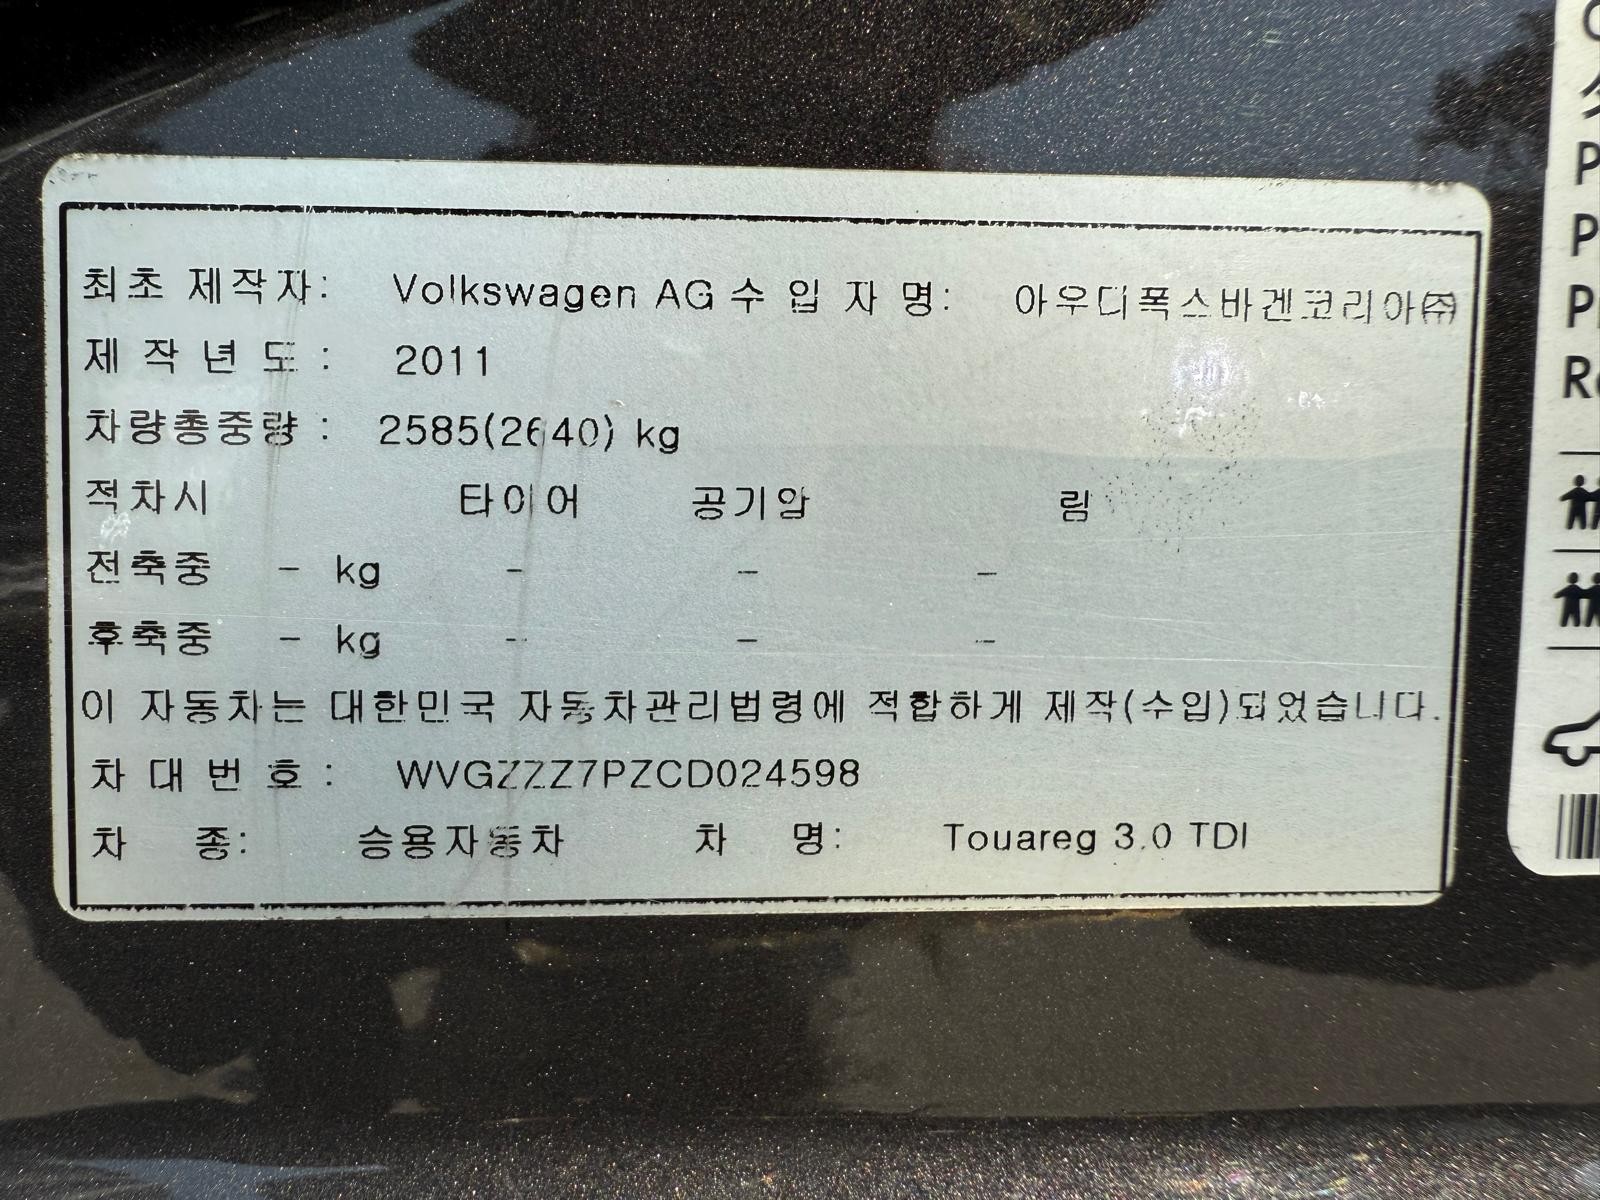 최초 제작자: Volkswagen AG 수 입 자 명: 아우디폭스바겐코리아㈜
제 작 년 도 : 2011
차량총중량 : 2585(2640) kg
적차시 타이어 공기압 림
전축중 - kg - - -
후축중 - kg - - -
이 자동차는 대한민국 자동차관리법령에 적합하게 제작(수입)되었습니다.
차 대 번 호 : WVGZZZ7PZCD024598
차 종: 승용자동차 차 명: Touareg 3.0 TDI